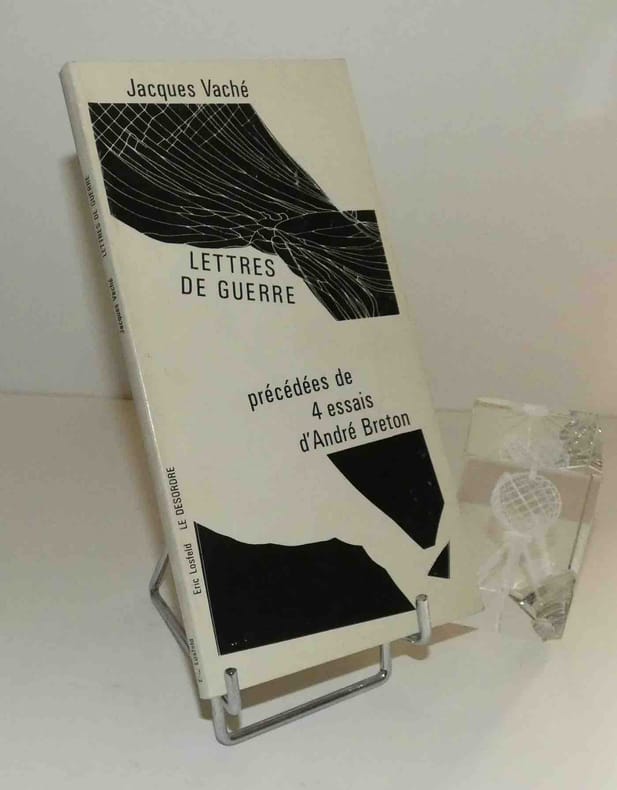 Jacques Vaché
LETTRES
DE GUERRE
précédées de
4 essais
d'André Breton
Jacques Vaché LETTRES DE GUERRE
Eric Losfeld LE DESORDRE